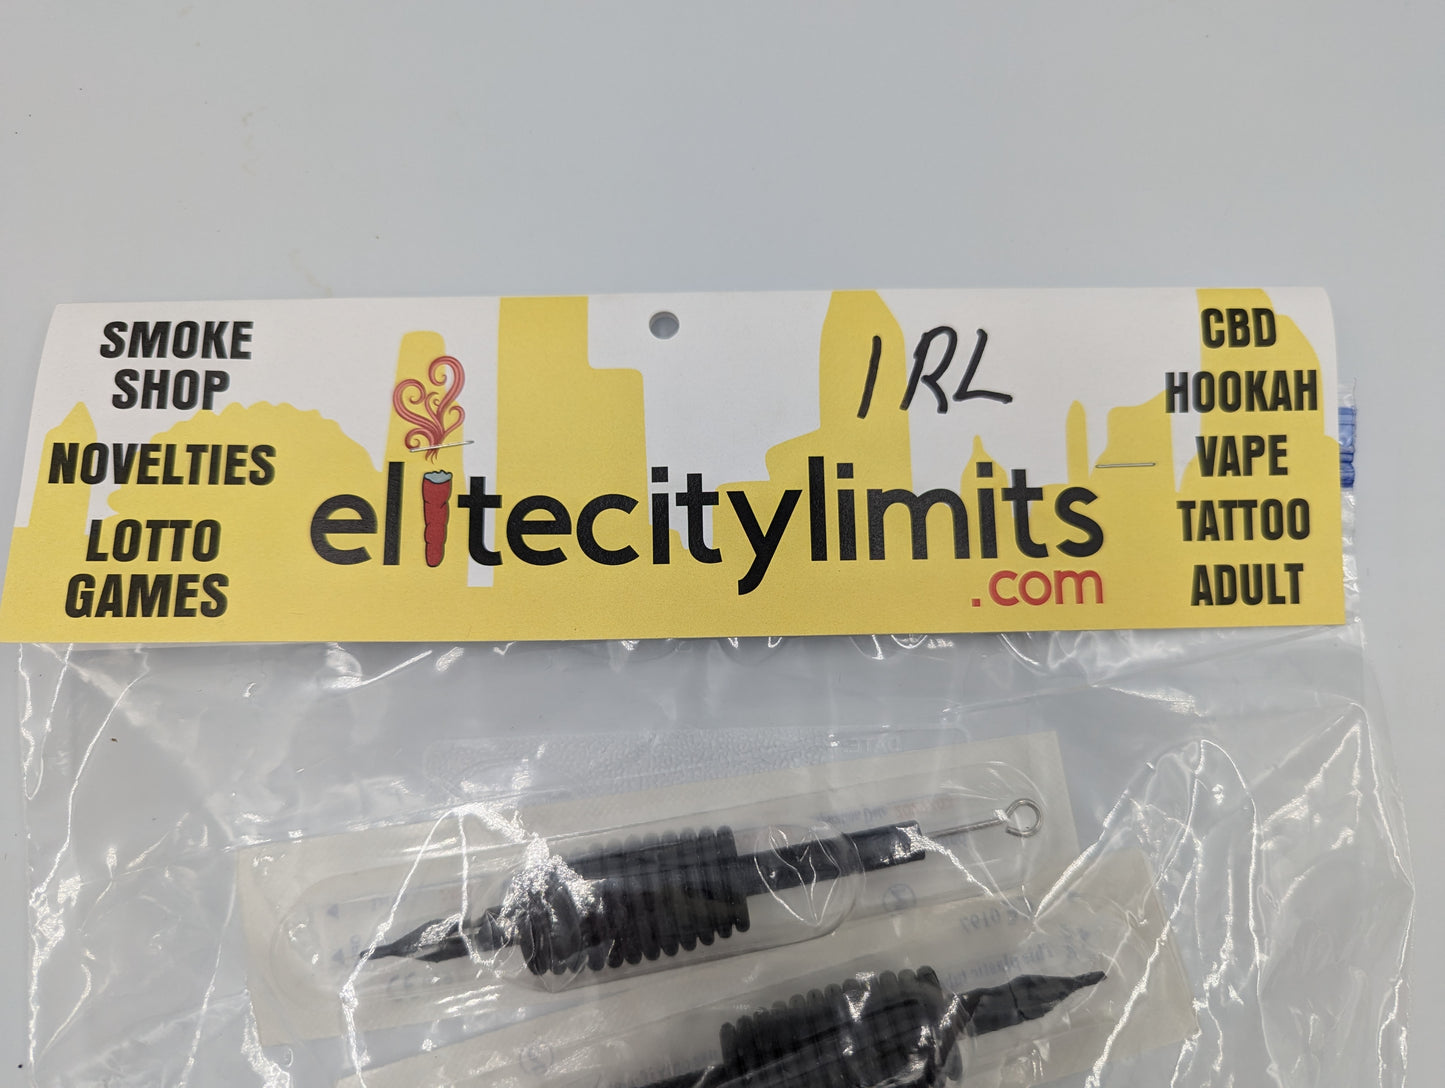 SMOKE
SHOP
NOVELTIES
LOTTO
GAMES
1RL
elitecitylimits
.com
CBD
HOOKAH
VAPE
TATTOO
ADULT